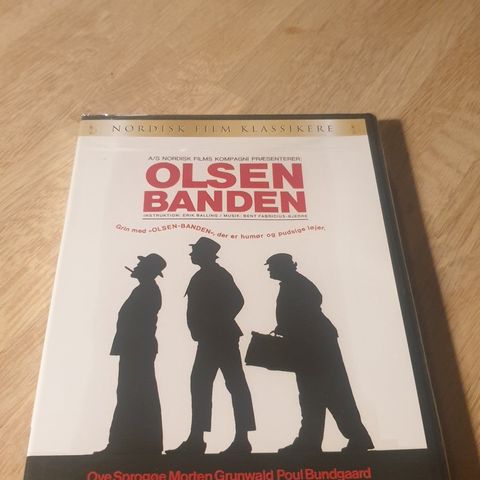 NORDISK FILM KLASSIKERE
A/S NORDISK FILMS KOMPAGNI PRÆSENTERER:
OLSEN
BANDEN
INSTRUKTION: ERIK BALLING / MUSIK: BENT FABRICIUS-BJERRE
Grin med »OLSEN-BANDEN«, der er humør og pudsige løjer.
Ove Sprogøe Morten Grunwald Poul Bundgaard